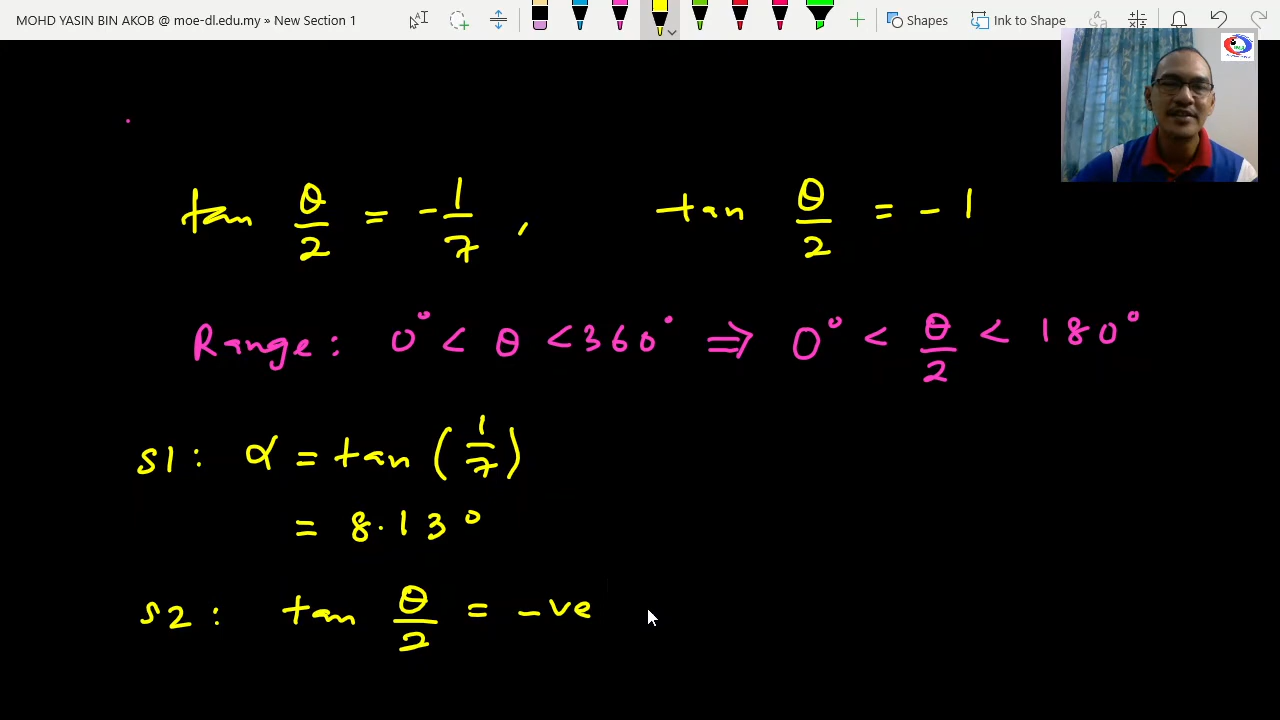 MOHD YASIN BIN AKOB @ moe-dl.edu.my » New Section 1
Shapes Ink to Shape
tan θ/2 = -1/7 , tan θ/2 = -1
Range: 0° < θ < 360° ⇒ 0° < θ/2 < 180°
S1: α = tan (1/7)
= 8.13°
S2: tan θ/2 = -ve